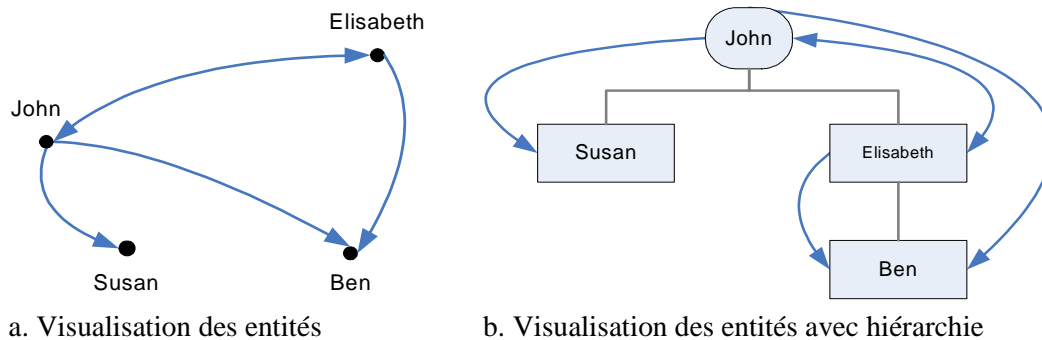 Elisabeth
John
Susan
Ben
a. Visualisation des entités
John
Susan
Elisabeth
Ben
b. Visualisation des entités avec hiérarchie